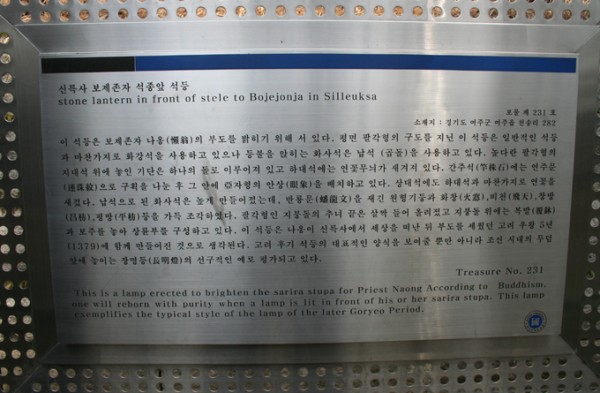 신륵사 보제존자 석종앞 석등
stone lantern in front of stele to Bojejonja in Silleuksa
보물 제 231 호
소재지 : 경기도 여주군 여주읍 천송리 282
이 석등은 보제존자 나옹(懶翁)의 부도를 밝히기 위해 서 있다. 평면 팔각형의 구도를 지닌 이 석등은 일반적인 석등
과 마찬가지로 화강석을 사용하고 있으나 등불을 앉히는 화사석은 납석 (곱돌)을 사용하고 있다. 높다란 팔각형의
지대석 위에 놓인 기단은 하나의 돌로 이루어져 있고 하대석에는 연꽃무늬가 새겨져 있다. 간주석(竿柱石)에는 연주문
(連珠紋)으로 구획을 나눈 후 그 안에 亞자형의 안상(眼象)을 배치하고 있다. 상대석에도 하대석과 마찬가지로 연꽃을
새겼다. 납석으로 된 화사석은 높게 만들어졌는데, 반룡문(蟠龍文)을 새긴 원형기둥과 화창(火窓), 비천(飛天), 창방
(昌枋), 평방(平枋)등을 가득 조각하였다. 팔각형인 지붕돌의 추녀 끝은 살짝 들어 올려졌고 지붕돌 위에는 복발(覆鉢)
과 보주를 놓아 상륜부를 구성하고 있다. 이 석등은 나옹이 신륵사에서 세상을 떠난 뒤 부도를 세웠던 고려 우왕 5년
(1379)에 함께 만들어진 것으로 생각된다. 고려 후기 석등의 대표적인 양식을 보여줄 뿐만 아니라 조선 시대의 무덤
앞에 놓이는 장명등(長明燈)의 선구적인 예로 평가되고 있다.
Treasure No. 231
This is a lamp erected to brighten the sarira stupa for Priest Naong According to Buddhism,
one will reborn with purity when a lamp is lit in front of his or her sarira stupa. This lamp
exemplifies the typical style of the lamp of the later Goryeo Period.